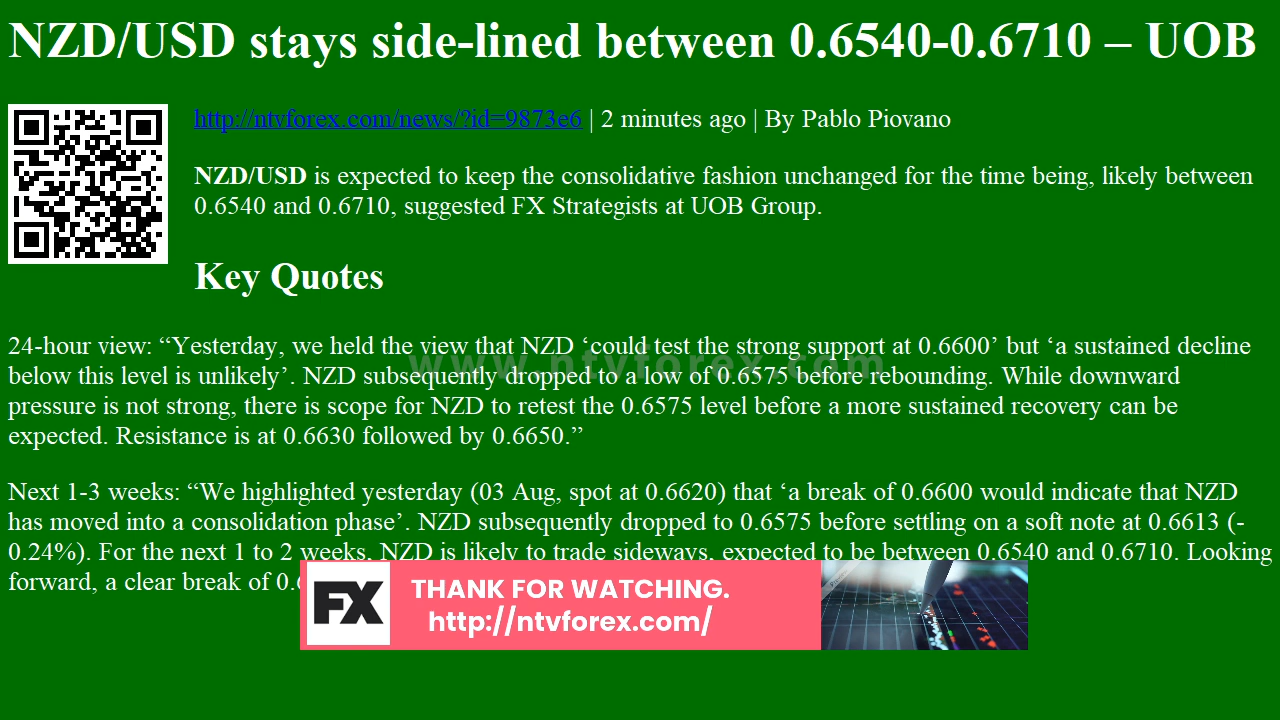 NZD/USD stays side-lined between 0.6540-0.6710 – UOB
http://ntvforex.com/news/?id=9873e6 | 2 minutes ago | By Pablo Piovano
NZD/USD is expected to keep the consolidative fashion unchanged for the time being, likely between
0.6540 and 0.6710, suggested FX Strategists at UOB Group.
Key Quotes
24-hour view: “Yesterday, we held the view that NZD ‘could test the strong support at 0.6600’ but ‘a sustained decline
www.ntvforex.com
below this level is unlikely’. NZD subsequently dropped to a low of 0.6575 before rebounding. While downward
pressure is not strong, there is scope for NZD to retest the 0.6575 level before a more sustained recovery can be
expected. Resistance is at 0.6630 followed by 0.6650.”
Next 1-3 weeks: “We highlighted yesterday (03 Aug, spot at 0.6620) that ‘a break of 0.6600 would indicate that NZD
has moved into a consolidation phase’. NZD subsequently dropped to 0.6575 before settling on a soft note at 0.6613 (-
0.24%). For the next 1 to 2 weeks, NZD is likely to trade sideways, expected to be between 0.6540 and 0.6710. Looking
forward, a clear break of
FX
THANK FOR WATCHING.
http://ntvforex.com/